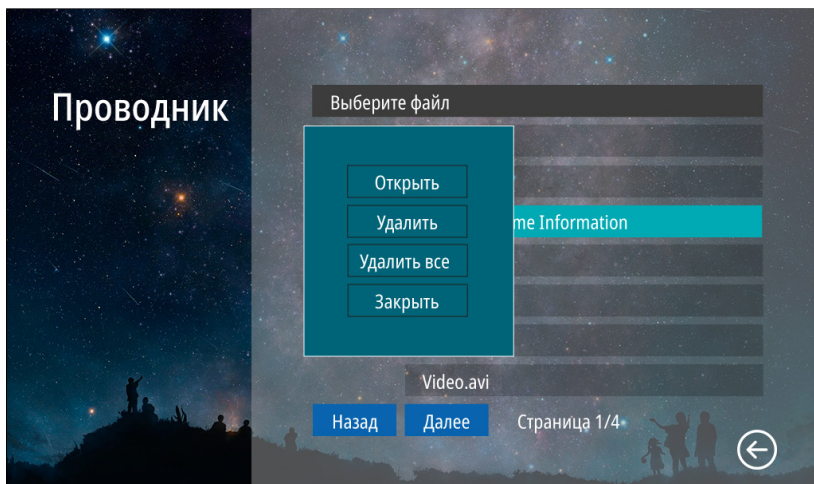 Проводник
Выберите файл
Открыть
Удалить
me Information
Удалить все
Закрыть
Video.avi
Назад
Далее
Страница 1/4